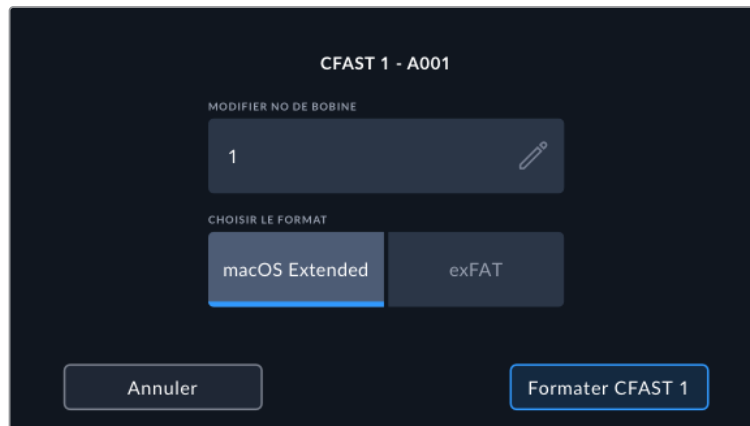 CFAST 1 - A001
MODIFIER NO DE BOBINE
1
CHOISIR LE FORMAT
macOS Extended
exFAT
Annuler
Formater CFAST 1